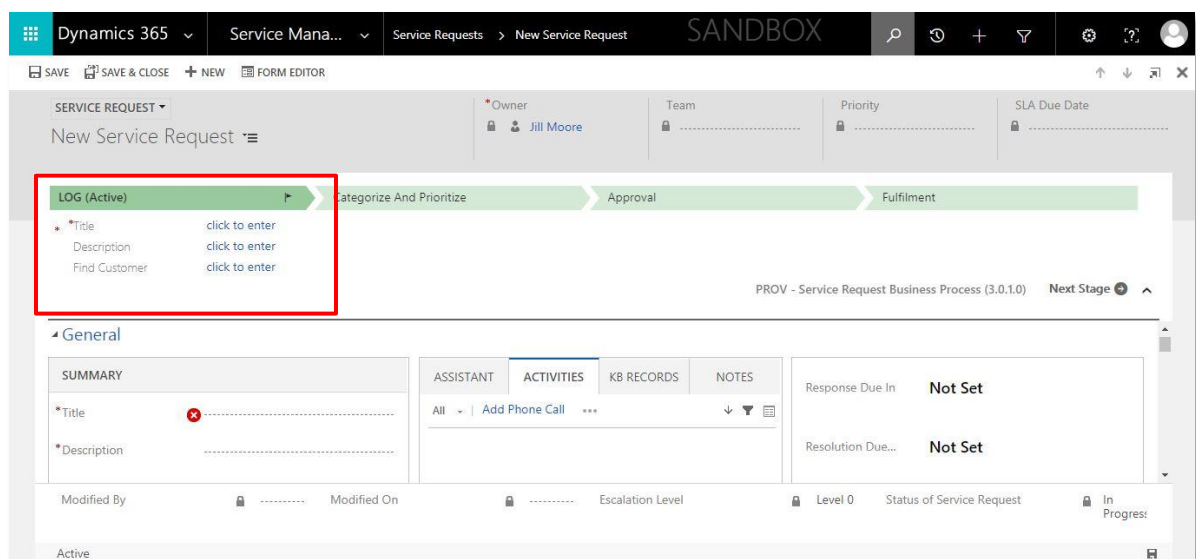 Dynamics 365 Service Mana... Service Requests > New Service Request SANDBOX
SAVE SAVE & CLOSE + NEW FORM EDITOR
SERVICE REQUEST
New Service Request
*Owner Team Priority SLA Due Date
Jill Moore
LOG (Active) Categorize And Prioritize Approval Fulfilment
* *Title click to enter
Description click to enter
Find Customer click to enter
PROV - Service Request Business Process (3.0.1.0) Next Stage
General
SUMMARY
*Title
*Description
ASSISTANT ACTIVITIES KB RECORDS NOTES
All | Add Phone Call ...
Response Due In Not Set
Resolution Due... Not Set
Modified By Modified On Escalation Level Level 0 Status of Service Request In
Progress
Active